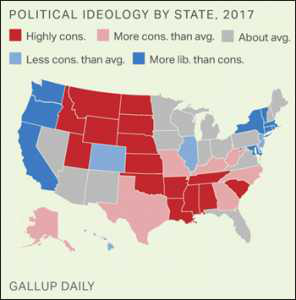 POLITICAL IDEOLOGY BY STATE, 2017
Highly cons. More cons. than avg. About avg.
Less cons. than avg. More lib. than cons.
GALLUP DAILY